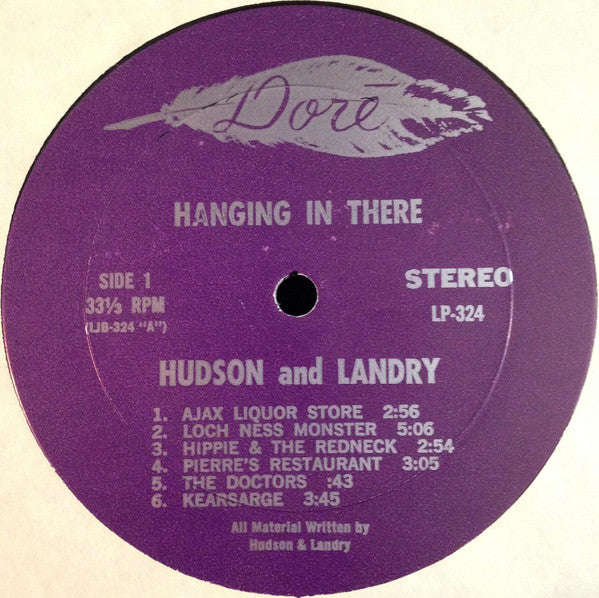 Doré
HANGING IN THERE
SIDE 1
33⅓ RPM
(LJB-324 "A")
STEREO
LP-324
HUDSON and LANDRY
1. AJAX LIQUOR STORE 2:56
2. LOCH NESS MONSTER 5:06
3. HIPPIE & THE REDNECK 2:54
4. PIERRE'S RESTAURANT 3:05
5. THE DOCTORS :43
6. KEARSARGE 3:45
All Material Written by
Hudson & Landry